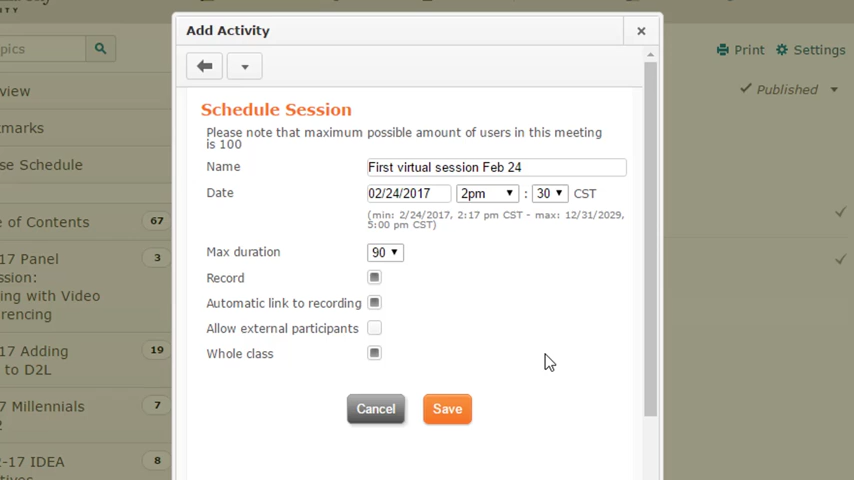 ITY
Add Activity
pics
Print
Settings
view
Published
marks
se Schedule
e of Contents 67
-17 Panel 3
ssion:
ng with Video
rencing
-17 Adding 19
to D2L
7 Millennials 7
2
2-17 IDEA 8
Schedule Session
Please note that maximum possible amount of users in this meeting
is 100
Name First virtual session Feb 24
Date 02/24/2017 2pm : 30 CST
(min: 2/24/2017, 2:17 pm CST - max: 12/31/2029,
5:00 pm CST)
Max duration 90
Record
Automatic link to recording
Allow external participants
Whole class
Cancel Save